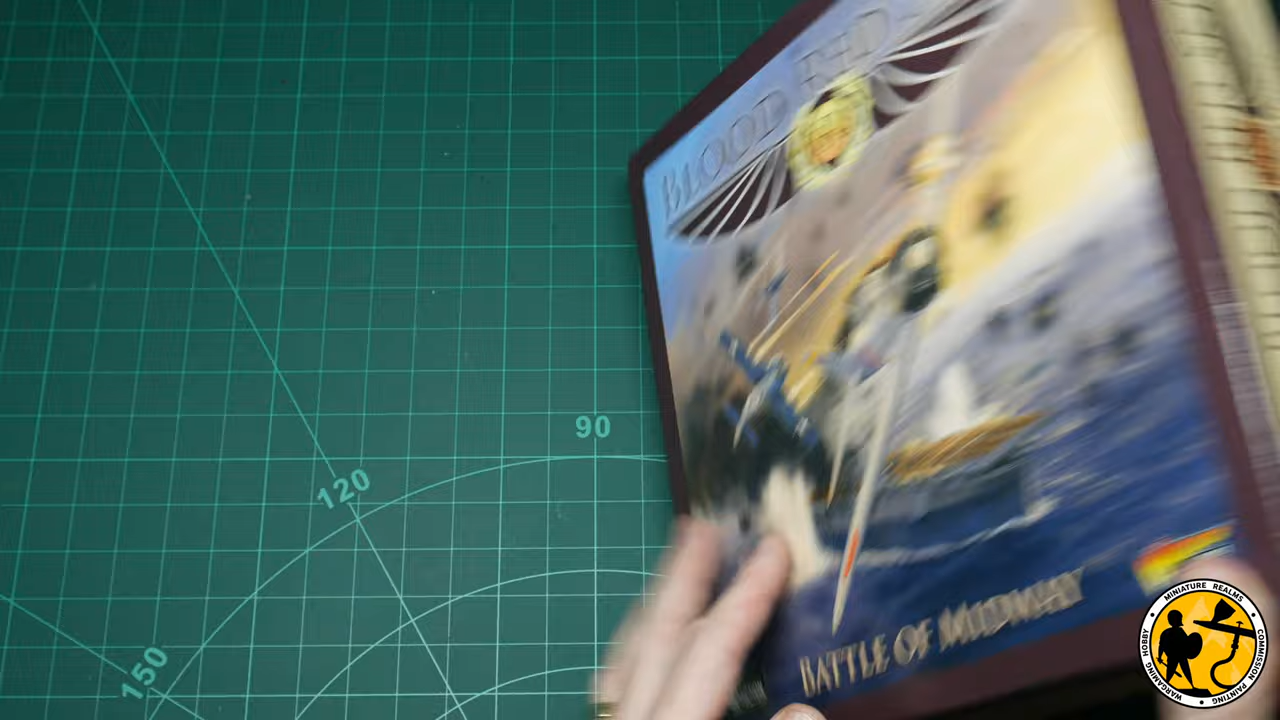 BLOOD RED
BATTLE OF MIDWAY
90
120
150
MINIATURE REALMS
HOBBY
WARGAMING
COMMISSION PAINTING